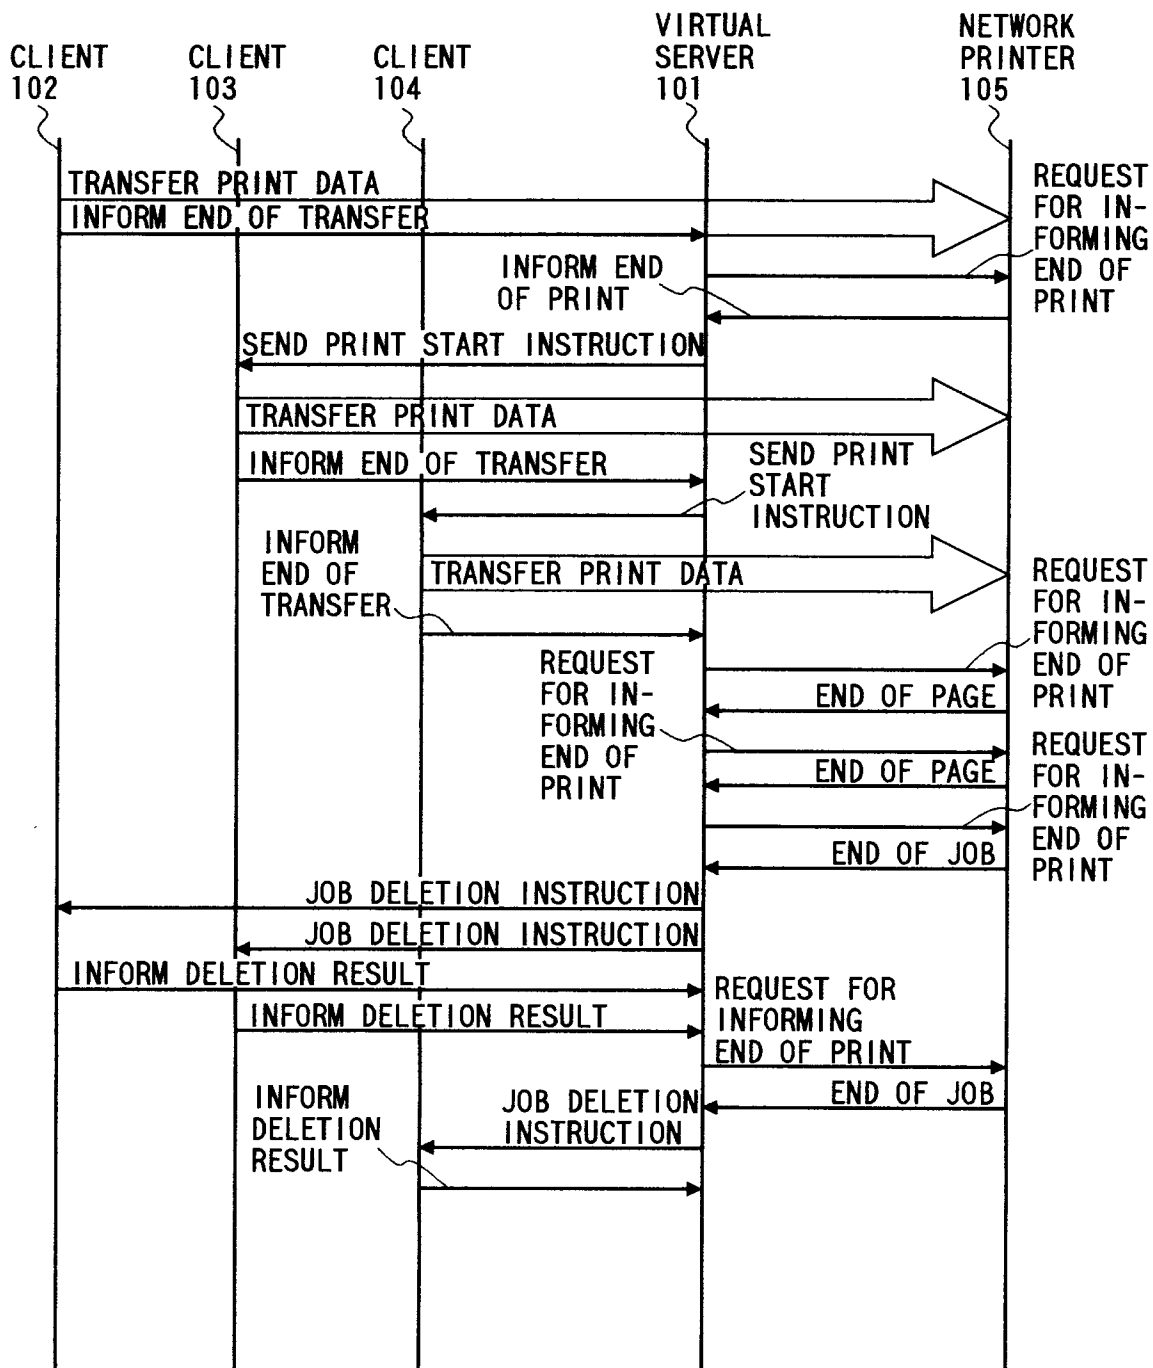 CLIENT
102
CLIENT
103
CLIENT
104
VIRTUAL
SERVER
101
NETWORK
PRINTER
105
TRANSFER PRINT DATA
INFORM END OF TRANSFER
REQUEST
FOR IN-
FORMING
END OF
PRINT
INFORM END
OF PRINT
SEND PRINT START INSTRUCTION
TRANSFER PRINT DATA
INFORM END OF TRANSFER
SEND PRINT
START
INSTRUCTION
INFORM
END OF
TRANSFER
TRANSFER PRINT DATA
REQUEST
FOR IN-
FORMING
END OF
PRINT
REQUEST
FOR IN-
FORMING
END OF
PRINT
END OF PAGE
END OF PAGE
REQUEST
FOR IN-
FORMING
END OF
PRINT
END OF JOB
JOB DELETION INSTRUCTION
JOB DELETION INSTRUCTION
INFORM DELETION RESULT
INFORM DELETION RESULT
REQUEST FOR
INFORMING
END OF PRINT
END OF JOB
JOB DELETION
INSTRUCTION
INFORM
DELETION
RESULT